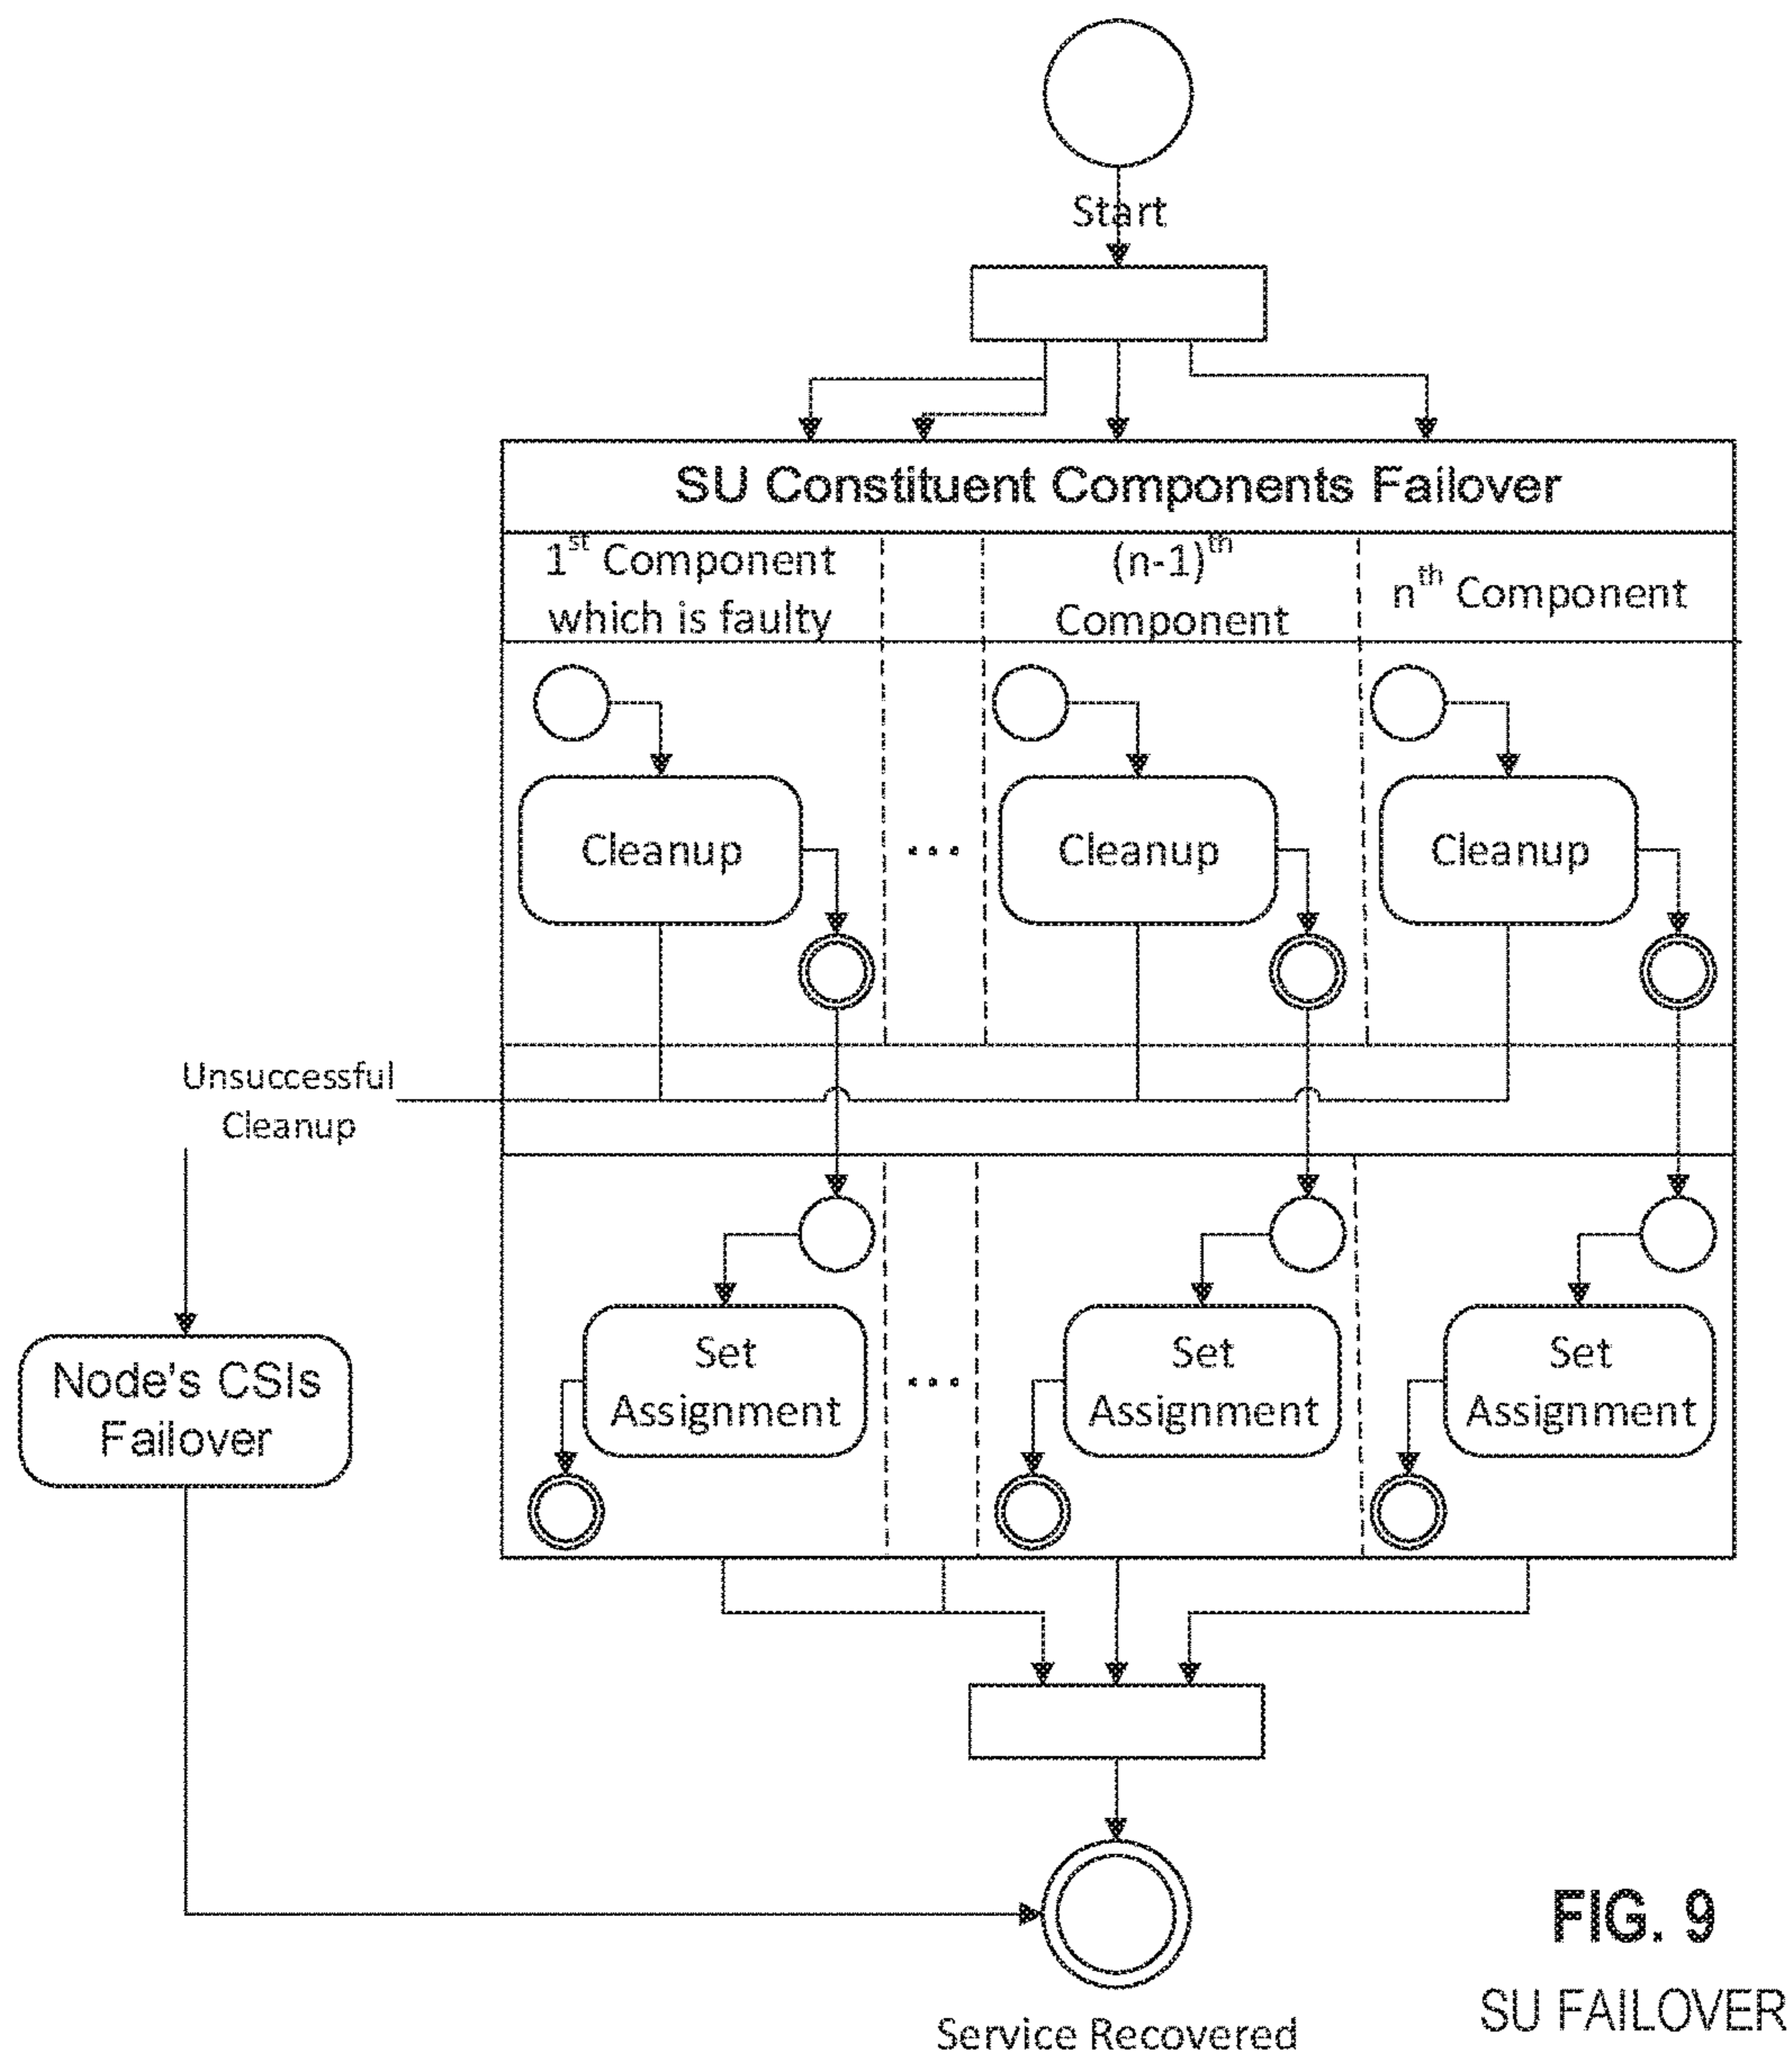 Start
SU Constituent Components Failover
1st Component
which is faulty
(n-1)th
Component
nth Component
Cleanup
...
Cleanup
Cleanup
Unsuccessful
Cleanup
Set
Assignment
...
Set
Assignment
Set
Assignment
Node's CSIs
Failover
Service Recovered
FIG. 9
SU FAILOVER